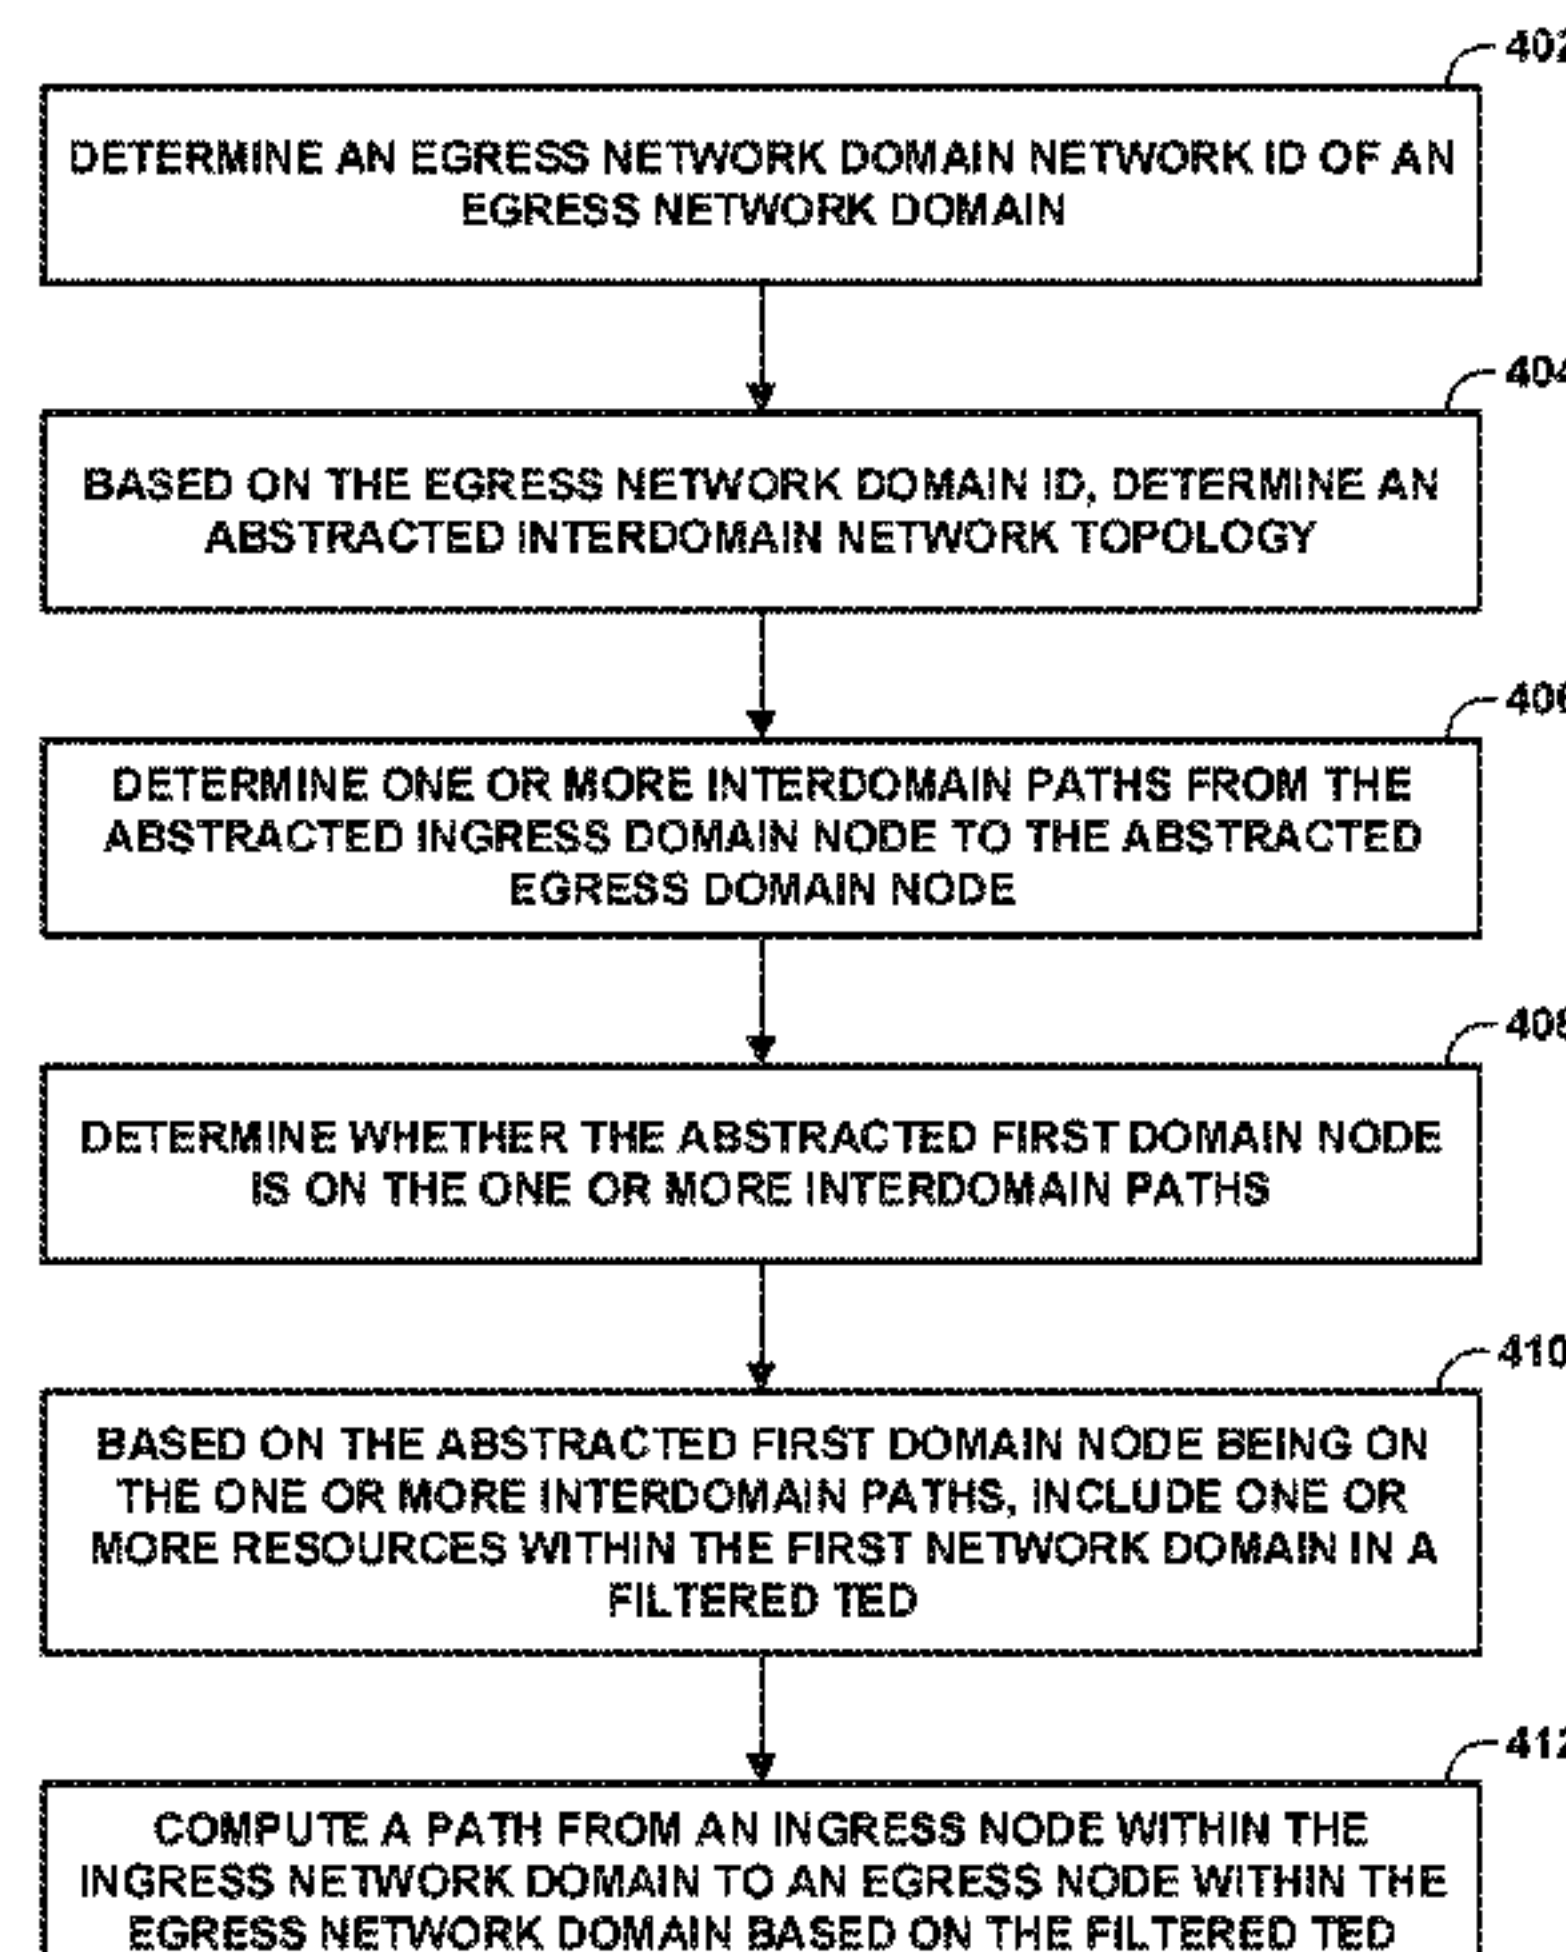 402
DETERMINE AN EGRESS NETWORK DOMAIN NETWORK ID OF AN
EGRESS NETWORK DOMAIN
404
BASED ON THE EGRESS NETWORK DOMAIN ID, DETERMINE AN
ABSTRACTED INTERDOMAIN NETWORK TOPOLOGY
406
DETERMINE ONE OR MORE INTERDOMAIN PATHS FROM THE
ABSTRACTED INGRESS DOMAIN NODE TO THE ABSTRACTED
EGRESS DOMAIN NODE
408
DETERMINE WHETHER THE ABSTRACTED FIRST DOMAIN NODE
IS ON THE ONE OR MORE INTERDOMAIN PATHS
410
BASED ON THE ABSTRACTED FIRST DOMAIN NODE BEING ON
THE ONE OR MORE INTERDOMAIN PATHS, INCLUDE ONE OR
MORE RESOURCES WITHIN THE FIRST NETWORK DOMAIN IN A
FILTERED TED
412
COMPUTE A PATH FROM AN INGRESS NODE WITHIN THE
INGRESS NETWORK DOMAIN TO AN EGRESS NODE WITHIN THE
EGRESS NETWORK DOMAIN BASED ON THE FILTERED TED